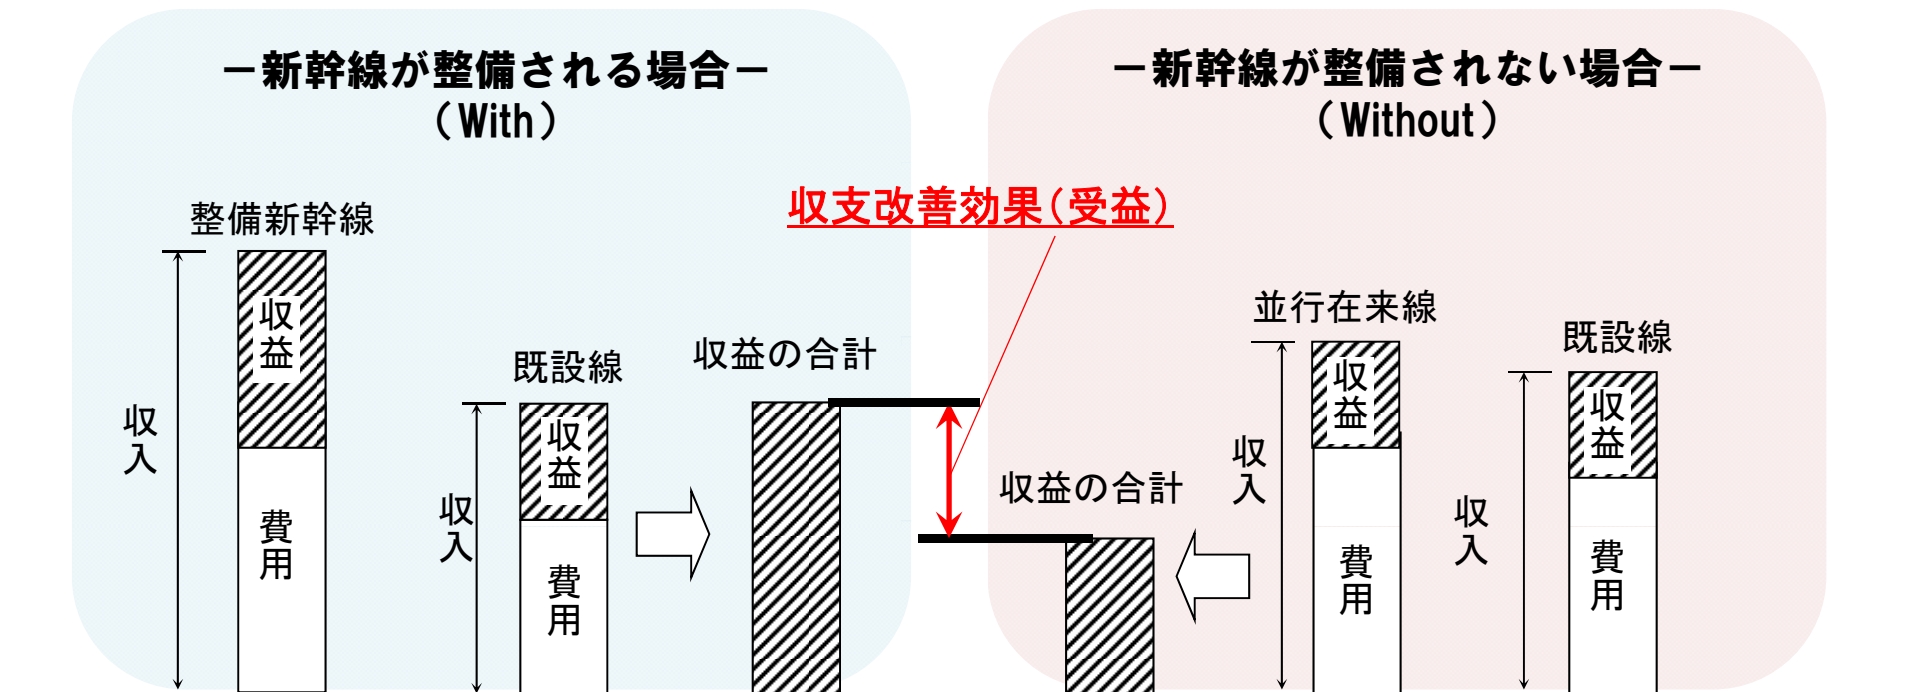 －新幹線が整備される場合－
（With）
－新幹線が整備されない場合－
（Without）
収支改善効果（受益）
整備新幹線
収益
費用
収入
既設線
収益
費用
収入
収益の合計
収益の合計
並行在来線
収益
費用
収入
既設線
収益
費用
収入